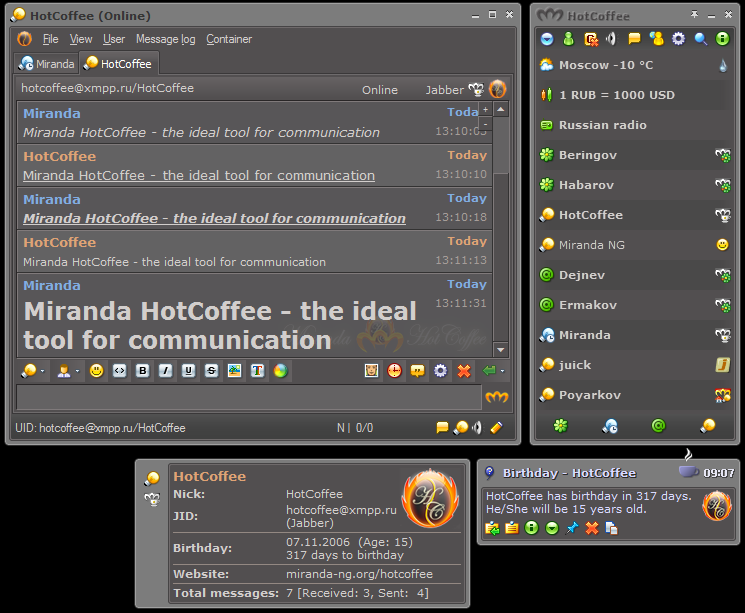 HotCoffee (Online)
File View User Message log Container
Miranda HotCoffee
hotcoffee@xmpp.ru/HotCoffee Online Jabber
Miranda Toda
Miranda HotCoffee - the ideal tool for communication 13:10:03
HotCoffee Today
Miranda HotCoffee - the ideal tool for communication 13:10:10
Miranda Today
Miranda HotCoffee - the ideal tool for communication 13:10:18
HotCoffee Today
Miranda HotCoffee - the ideal tool for communication 13:11:13
Miranda Today
Miranda HotCoffee - the ideal 13:11:31
tool for communication
HotCoffee
B I U S T
UID: hotcoffee@xmpp.ru/HotCoffee N | 0/0
HotCoffee
Moscow -10 °C
1 RUB = 1000 USD
Russian radio
Beringov
Habarov
HotCoffee
Miranda NG
Dejnev
Ermakov
Miranda
juick J
Poyarkov
HotCoffee
Nick: HotCoffee
JID: hotcoffee@xmpp.ru
(Jabber)
Birthday: 07.11.2006 (Age: 15)
317 days to birthday
Website: miranda-ng.org/hotcoffee
Total messages: 7 [Received: 3, Sent: 4]
HC
Birthday - HotCoffee 09:07
HotCoffee has birthday in 317 days.
He/She will be 15 years old.
HC